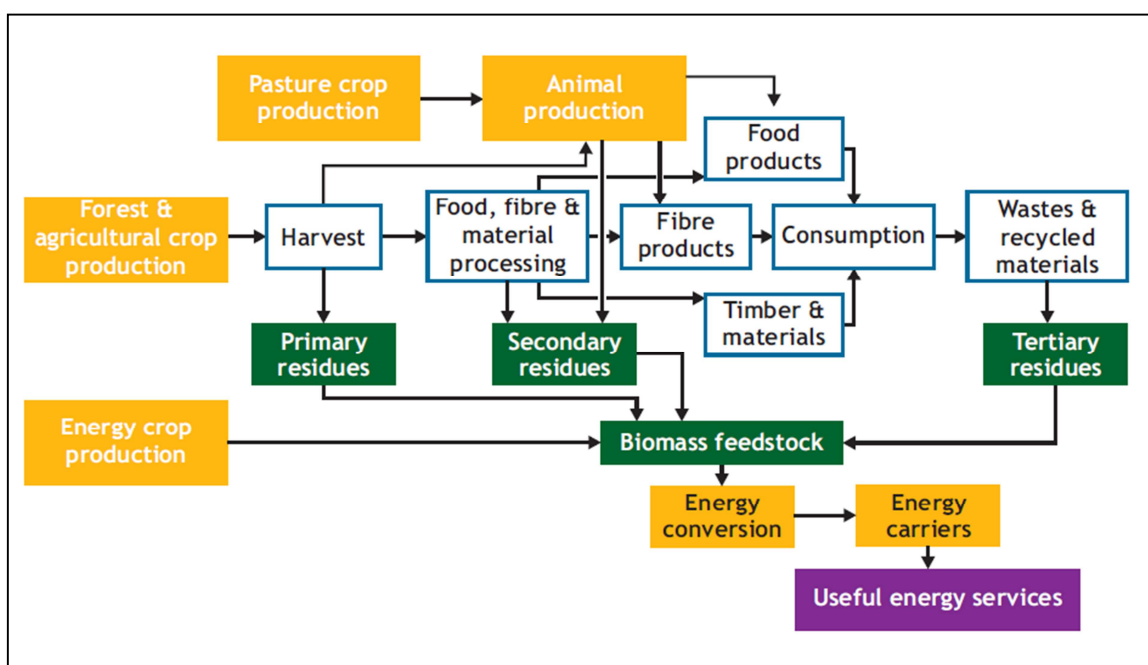 Pasture crop
production
Animal
production
Food
products
Forest &
agricultural crop
production
Harvest
Food, fibre &
material
processing
Fibre
products
Consumption
Wastes &
recycled
materials
Timber &
materials
Primary
residues
Secondary
residues
Tertiary
residues
Energy crop
production
Biomass feedstock
Energy
conversion
Energy
carriers
Useful energy services